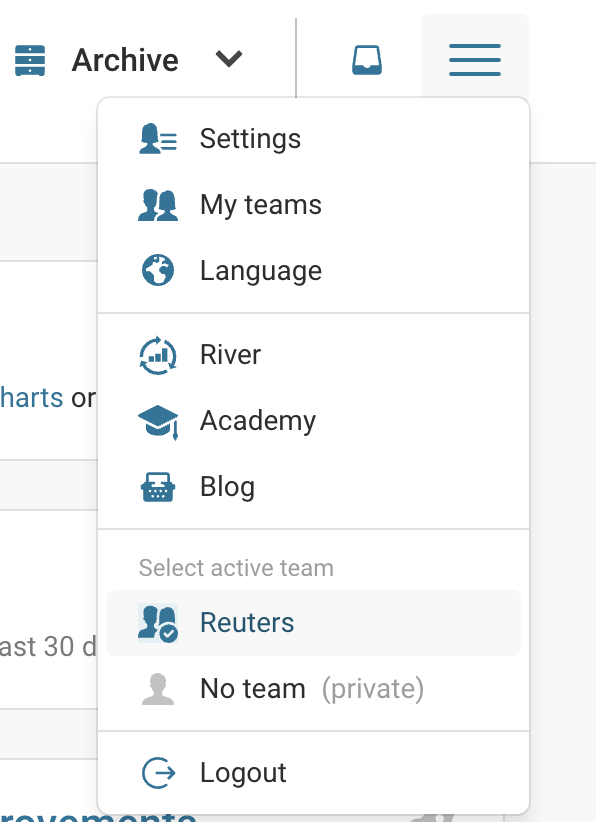 Archive
Settings
My teams
Language
River
harts or
Academy
Blog
Select active team
Reuters
ast 30 d
No team (private)
Logout
rovements